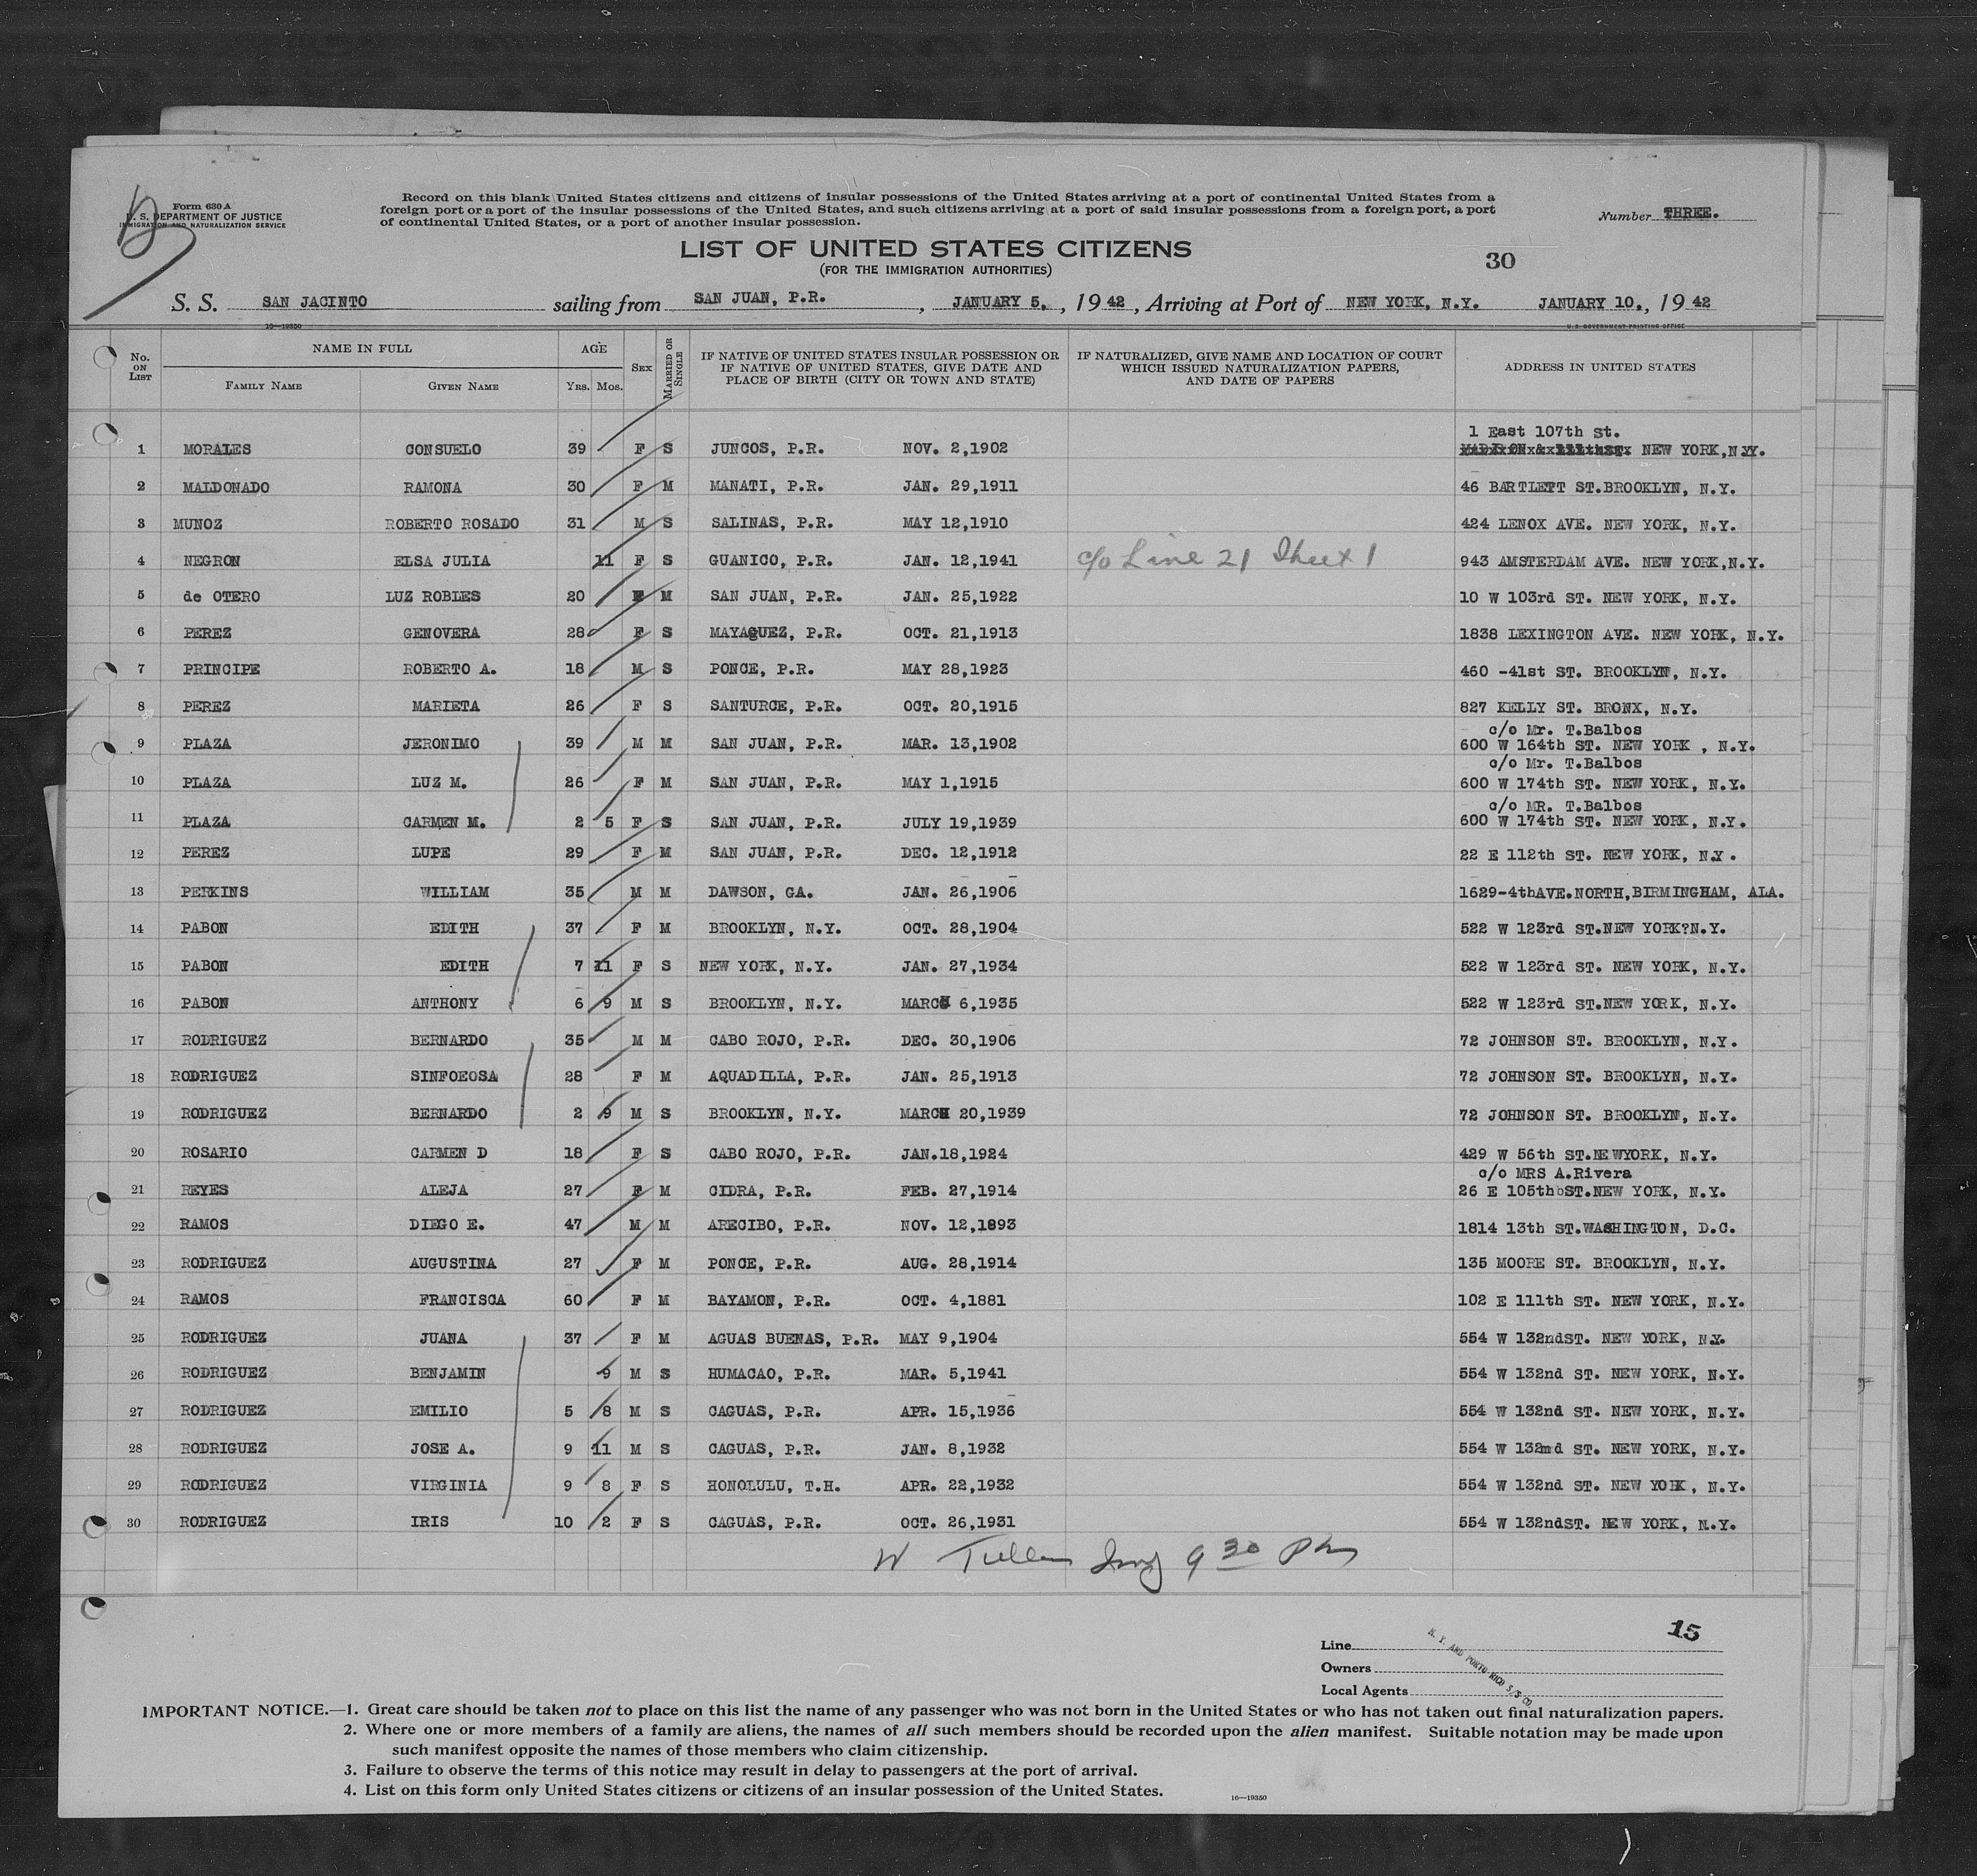 Form 630 A
U. S. DEPARTMENT OF JUSTICE
IMMIGRATION AND NATURALIZATION SERVICE
Record on this blank United States citizens and citizens of insular possessions of the United States arriving at a port of continental United States from a
foreign port or a port of the insular possessions of the United States, and such citizens arriving at a port of said insular possessions from a foreign port, a port
of continental United States, or a port of another insular possession.
Number THREE.
LIST OF UNITED STATES CITIZENS
(FOR THE IMMIGRATION AUTHORITIES)
30
S. S. SAN JACINTO sailing from SAN JUAN, P.R. , JANUARY 5, , 1942 , Arriving at Port of NEW YORK, N.Y. JANUARY 10, , 1942
16—19350
U. S. GOVERNMENT PRINTING OFFICE
No. ON LIST NAME IN FULL FAMILY NAME GIVEN NAME AGE YRS. MOS. SEX MARRIED OR SINGLE
IF NATIVE OF UNITED STATES INSULAR POSSESSION OR
IF NATIVE OF UNITED STATES, GIVE DATE AND
PLACE OF BIRTH (CITY OR TOWN AND STATE)
IF NATURALIZED, GIVE NAME AND LOCATION OF COURT
WHICH ISSUED NATURALIZATION PAPERS,
AND DATE OF PAPERS
ADDRESS IN UNITED STATES
1 East 107th St.
1 MORALES CONSUELO 39 F S JUNCOS, P.R. NOV. 2,1902 NEW YORK,N.Y.
2 MALDONADO RAMONA 30 F M MANATI, P.R. JAN. 29,1911 46 BARTLETT ST.BROOKLYN, N.Y.
3 MUNOZ ROBERTO ROSADO 31 M S SALINAS, P.R. MAY 12,1910 424 LENOX AVE. NEW YORK, N.Y.
4 NEGRON ELSA JULIA 11 F S GUANICO, P.R. JAN. 12,1941 c/o Line 21 Sheet 1 943 AMSTERDAM AVE. NEW YORK,N.Y.
5 de OTERO LUZ ROBLES 20 F M SAN JUAN, P.R. JAN. 25,1922 10 W 103rd ST. NEW YORK, N.Y.
6 PEREZ GENOVERA 28 F S MAYAGUEZ, P.R. OCT. 21,1913 1838 LEXINGTON AVE. NEW YORK, N.Y.
7 PRINCIPE ROBERTO A. 18 M S PONCE, P.R. MAY 28,1923 460 -41st ST. BROOKLYN, N.Y.
8 PEREZ MARIETA 26 F S SANTURCE, P.R. OCT. 20,1915 827 KELLY ST. BRONX, N.Y.
c/o Mr. T.Balbos
9 PLAZA JERONIMO 39 M M SAN JUAN, P.R. MAR. 13,1902 600 W 164th ST. NEW YORK , N.Y.
c/o Mr. T.Balbos
10 PLAZA LUZ M. 26 F M SAN JUAN, P.R. MAY 1,1915 600 W 174th ST. NEW YORK, N.Y.
c/o MR. T.Balbos
11 PLAZA CARMEN M. 2 5 F S SAN JUAN, P.R. JULY 19,1939 600 W 174th ST. NEW YORK, N.Y.
12 PEREZ LUPE 29 F M SAN JUAN, P.R. DEC. 12,1912 22 E 112th ST. NEW YORK, N.Y.
13 PERKINS WILLIAM 35 M M DAWSON, GA. JAN. 26,1906 1629-4thAVE.NORTH,BIRMINGHAM, ALA.
14 PABON EDITH 37 F M BROOKLYN, N.Y. OCT. 28,1904 522 W 123rd ST.NEW YORK?N.Y.
15 PABON EDITH 7 11 F S NEW YORK, N.Y. JAN. 27,1934 522 W 123rd ST. NEW YORK, N.Y.
16 PABON ANTHONY 6 9 M S BROOKLYN, N.Y. MARCH 6,1935 522 W 123rd ST.NEW YORK, N.Y.
17 RODRIGUEZ BERNARDO 35 M M CABO ROJO, P.R. DEC. 30,1906 72 JOHNSON ST. BROOKLYN, N.Y.
18 RODRIGUEZ SINFOEOSA 28 F M AQUADILLA, P.R. JAN. 25,1913 72 JOHNSON ST. BROOKLYN, N.Y.
19 RODRIGUEZ BERNARDO 2 9 M S BROOKLYN, N.Y. MARCH 20,1939 72 JOHNSON ST. BROOKLYN, N.Y.
20 ROSARIO CARMEN D 18 F S CABO ROJO, P.R. JAN.18,1924 429 W 56th ST.NEWYORK, N.Y.
c/o MRS A.Rivera
21 REYES ALEJA 27 F M CIDRA, P.R. FEB. 27,1914 26 E 105th ST.NEW YORK, N.Y.
22 RAMOS DIEGO E. 47 M M ARECIBO, P.R. NOV. 12,1893 1814 13th ST.WASHINGTON, D.C.
23 RODRIGUEZ AUGUSTINA 27 F M PONCE, P.R. AUG. 28,1914 135 MOORE ST. BROOKLYN, N.Y.
24 RAMOS FRANCISCA 60 F M BAYAMON, P.R. OCT. 4,1881 102 E 111th ST. NEW YORK, N.Y.
25 RODRIGUEZ JUANA 37 F M AGUAS BUENAS, P.R. MAY 9,1904 554 W 132ndST. NEW YORK, N.Y.
26 RODRIGUEZ BENJAMIN 9 M S HUMACAO, P.R. MAR. 5,1941 554 W 132nd ST. NEW YORK, N.Y.
27 RODRIGUEZ EMILIO 5 8 M S CAGUAS, P.R. APR. 15,1936 554 W 132nd ST. NEW YORK, N.Y.
28 RODRIGUEZ JOSE A. 9 11 M S CAGUAS, P.R. JAN. 8,1932 554 W 132md ST. NEW YORK, N.Y.
29 RODRIGUEZ VIRGINIA 9 8 F S HONOLULU, T.H. APR. 22,1932 554 W 132nd ST. NEW YORK, N.Y.
30 RODRIGUEZ IRIS 10 2 F S CAGUAS, P.R. OCT. 26,1931 554 W 132ndST. NEW YORK, N.Y.
W 9 30 PM
15
Line
Owners
Local Agents
N. Y. AND PORTO RICO S/S CO.
IMPORTANT NOTICE.—1. Great care should be taken not to place on this list the name of any passenger who was not born in the United States or who has not taken out final naturalization papers.
2. Where one or more members of a family are aliens, the names of all such members should be recorded upon the alien manifest. Suitable notation may be made upon
such manifest opposite the names of those members who claim citizenship.
3. Failure to observe the terms of this notice may result in delay to passengers at the port of arrival.
4. List on this form only United States citizens or citizens of an insular possession of the United States.
16—19350